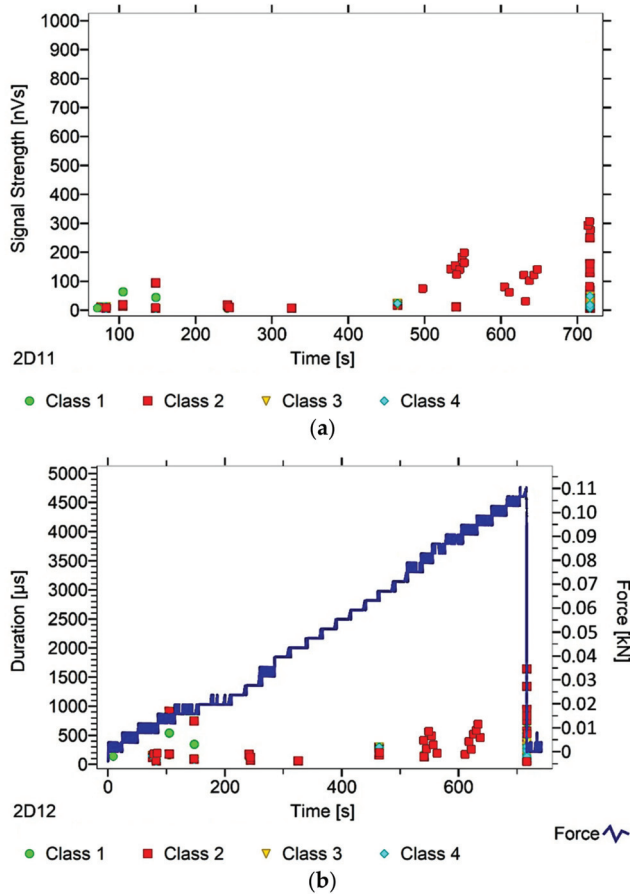 1000
900
800
700
600
500
400
300
200
100
0
Signal Strength [nVs]
100 200 300 400 500 600 700
Time [s]
2D11
Class 1 Class 2 Class 3 Class 4
(a)
5000
4500
4000
3500
3000
2500
2000
1500
1000
500
0
Duration [µs]
0.11
0.10
0.09
0.08
0.07
0.06
0.05
0.04
0.03
0.02
0.01
0
Force [kN]
0 200 400 600
Time [s]
2D12
Force
Class 1 Class 2 Class 3 Class 4
(b)